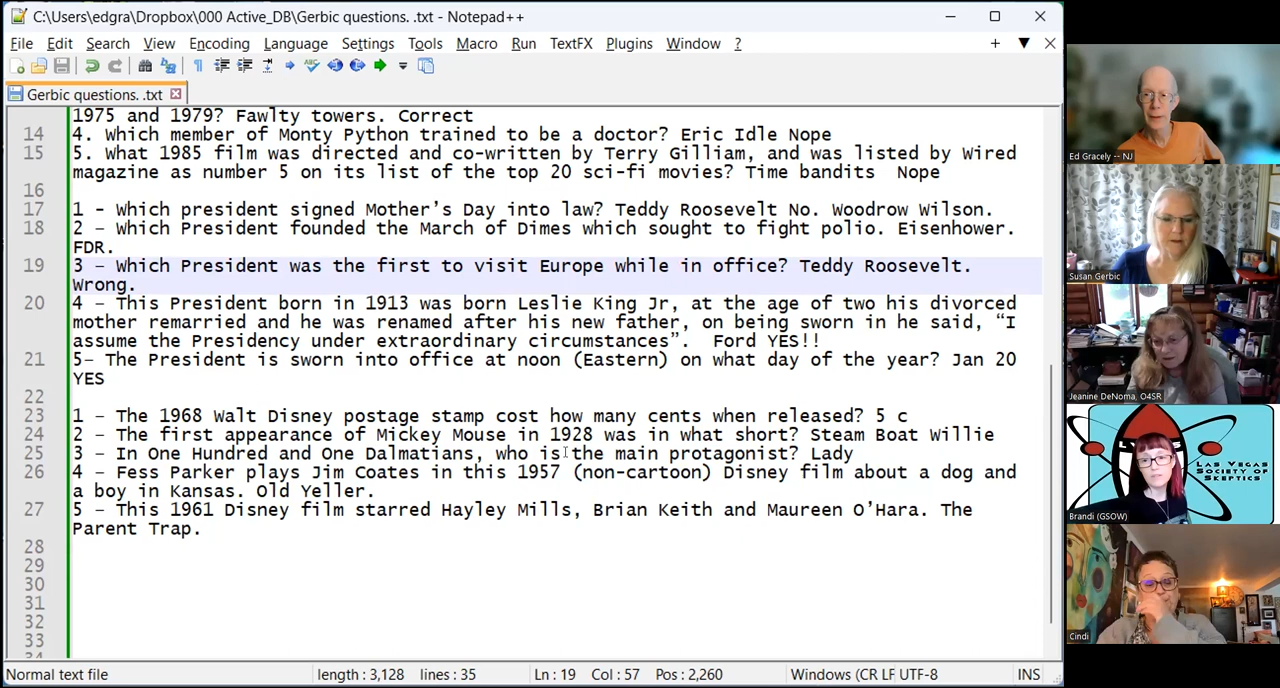 C:\Users\edgra\Dropbox\000 Active_DB\Gerbic questions. .txt - Notepad++
File Edit Search View Encoding Language Settings Tools Macro Run TextFX Plugins Window ?
Gerbic questions. .txt
1975 and 1979? Fawlty towers. Correct
14 4. Which member of Monty Python trained to be a doctor? Eric Idle Nope
15 5. What 1985 film was directed and co-written by Terry Gilliam, and was listed by Wired
magazine as number 5 on its list of the top 20 sci-fi movies? Time bandits  Nope
16
17 1 - Which president signed Mother’s Day into law? Teddy Roosevelt No. Woodrow Wilson.
18 2 - Which President founded the March of Dimes which sought to fight polio. Eisenhower.
FDR.
19 3 - Which President was the first to visit Europe while in office? Teddy Roosevelt.
Wrong.
20 4 - This President born in 1913 was born Leslie King Jr, at the age of two his divorced
mother remarried and he was renamed after his new father, on being sworn in he said, “I
assume the Presidency under extraordinary circumstances”.  Ford YES!!
21 5- The President is sworn into office at noon (Eastern) on what day of the year? Jan 20
YES
22
23 1 - The 1968 Walt Disney postage stamp cost how many cents when released? 5 c
24 2 - The first appearance of Mickey Mouse in 1928 was in what short? Steam Boat Willie
25 3 - In One Hundred and One Dalmatians, who is the main protagonist? Lady
26 4 - Fess Parker plays Jim Coates in this 1957 (non-cartoon) Disney film about a dog and
a boy in Kansas. Old Yeller.
27 5 - This 1961 Disney film starred Hayley Mills, Brian Keith and Maureen O’Hara. The
Parent Trap.
28
29
30
31
32
33
Normal text file length : 3,128 lines : 35 Ln : 19 Col : 57 Pos : 2,260 Windows (CR LF UTF-8 INS
Ed Gracely -- NJ
Susan Gerbic
Jeanine DeNoma, O4SR
LAS VEGAS
SOCIETY OF
SKEPTICS
Brandi (GSOW)
Cindi